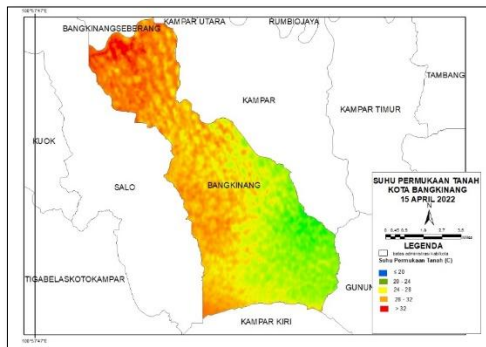 BANGKINANGSEBERANG
KAMPAR UTARA
RUMBIOJAYA
TAMBANG
KAMPAR
KAMPAR TIMUR
KUOK
SALO
BANGKINANG
TIGABELASKOTOKAMPAR
GUNUN
KAMPAR KIRI
SUHU PERMUKAAN TANAH
KOTA BANGKINANG
15 APRIL 2022
LEGENDA
Suhu Permukaan Tanah (C)
20 - 24
24 - 28
28 - 32
> 32